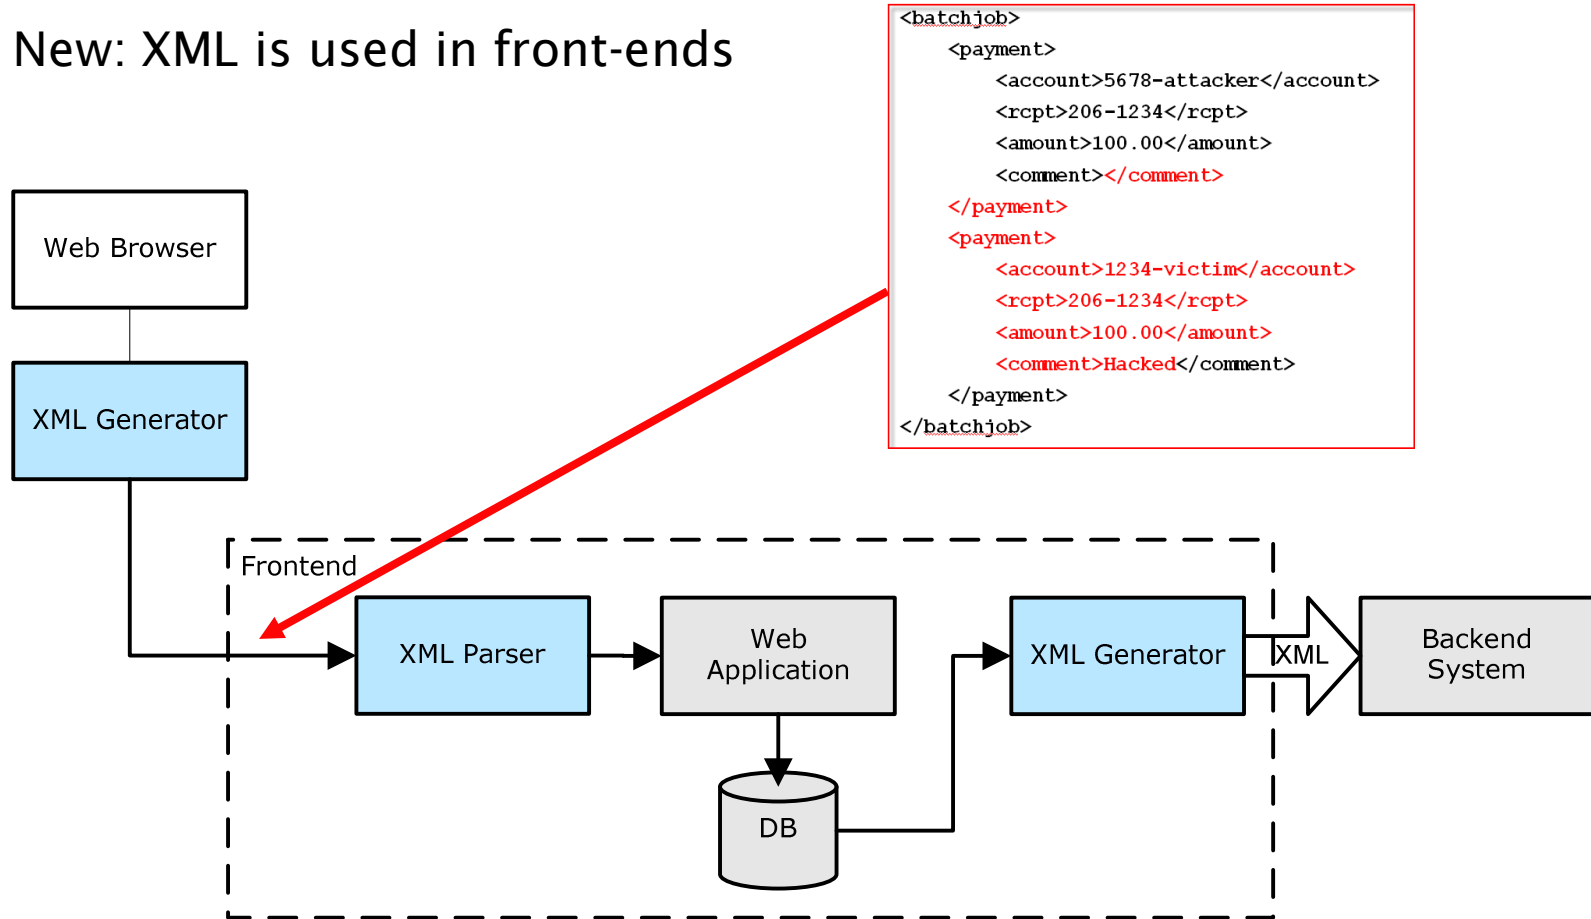 New: XML is used in front-ends
<batchjob>
<payment>
<account>5678-attacker</account>
<rcpt>206-1234</rcpt>
<amount>100.00</amount>
<comment></comment>
</payment>
<payment>
<account>1234-victim</account>
<rcpt>206-1234</rcpt>
<amount>100.00</amount>
<comment>Hacked</comment>
</payment>
</batchjob>
Web Browser
XML Generator
Frontend
XML Parser
Web
Application
DB
XML Generator
XML
Backend
System